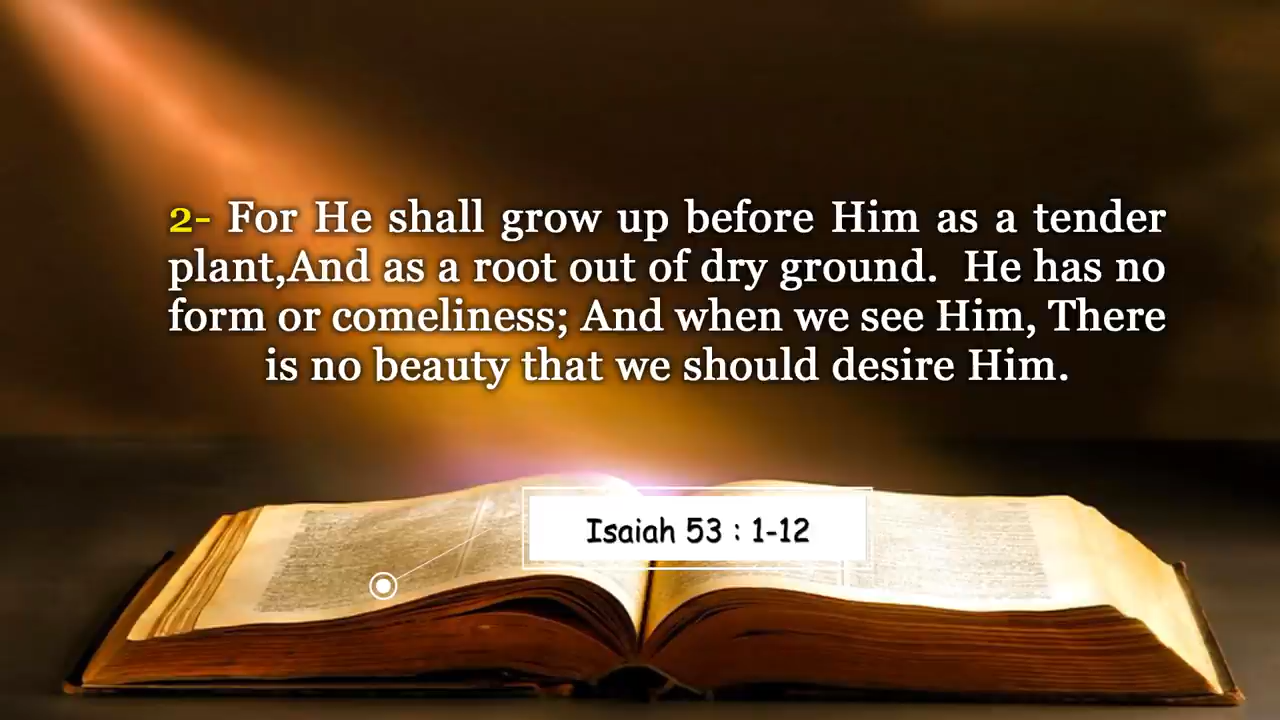 2- For He shall grow up before Him as a tender
plant,And as a root out of dry ground.  He has no
form or comeliness; And when we see Him, There
is no beauty that we should desire Him.
Isaiah 53 : 1-12